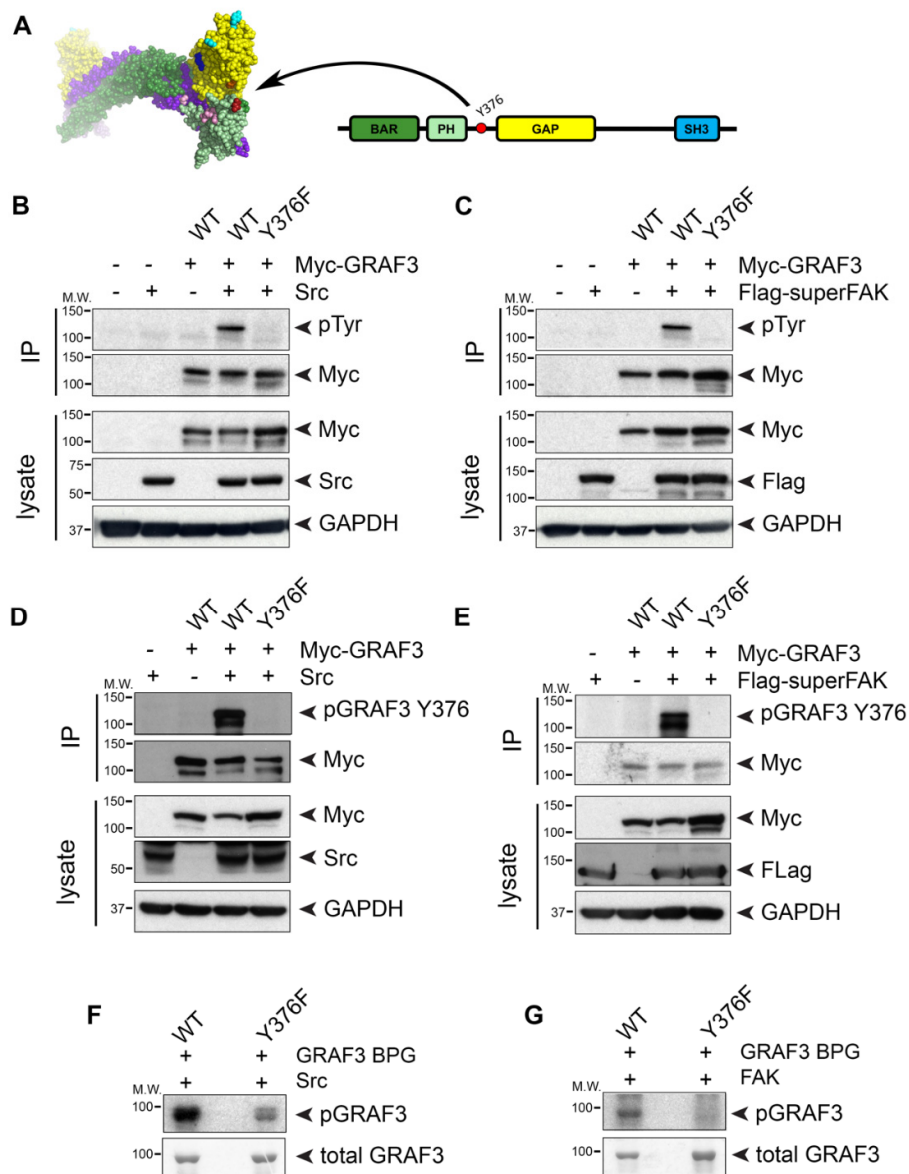 A
Y376
BAR PH GAP SH3
B
WT WT Y376F
- - + + + Myc-GRAF3
- + - + + Src
M.W.
IP
150
100
pTyr
150
100
Myc
lysate
150
100
Myc
75
50
Src
37
GAPDH
C
WT WT Y376F
- - + + + Myc-GRAF3
- + - + + Flag-superFAK
M.W.
IP
150
100
pTyr
150
100
Myc
lysate
150
100
Myc
150
100
Flag
37
GAPDH
D
WT WT Y376F
- + + + Myc-GRAF3
+ - + + Src
M.W.
IP
150
100
pGRAF3 Y376
150
100
Myc
lysate
150
100
Myc
50
Src
37
GAPDH
E
WT WT Y376F
- + + + Myc-GRAF3
+ - + + Flag-superFAK
M.W.
IP
150
100
pGRAF3 Y376
150
100
Myc
lysate
150
100
Myc
150
FLag
37
GAPDH
F
WT Y376F
+ + GRAF3 BPG
+ + Src
M.W.
100
pGRAF3
100
total GRAF3
G
WT Y376F
+ + GRAF3 BPG
+ + FAK
M.W.
100
pGRAF3
100
total GRAF3